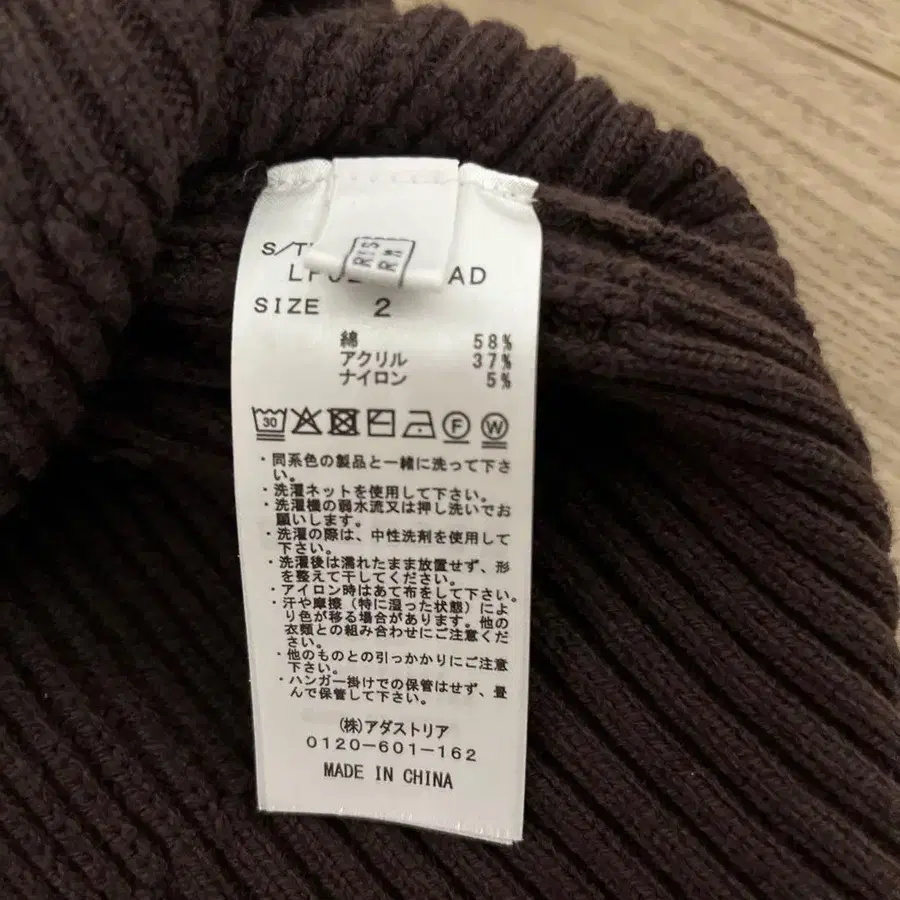 RIS
RM
AD
SIZE 2
綿 58%
アクリル 37%
ナイロン 5%
30
F
W
・同系色の製品と一緒に洗って下さ
い。
・洗濯ネットを使用して下さい。
・洗濯機の弱水流又は押し洗いでお
願いします。
・洗濯の際は、中性洗剤を使用して
下さい。
・洗濯後は濡れたまま放置せず、形
を整えて干してください。
・アイロン時はあて布をして下さい。
・汗や摩擦（特に湿った状態）によ
り色が移る場合があります。他の
衣類との組み合わせにご注意くだ
さい。
・他のものとの引っかかりにご注意
下さい。
・ハンガー掛けでの保管はせず、畳
んで保管して下さい。
(株)アダストリア
0120-601-162
MADE IN CHINA